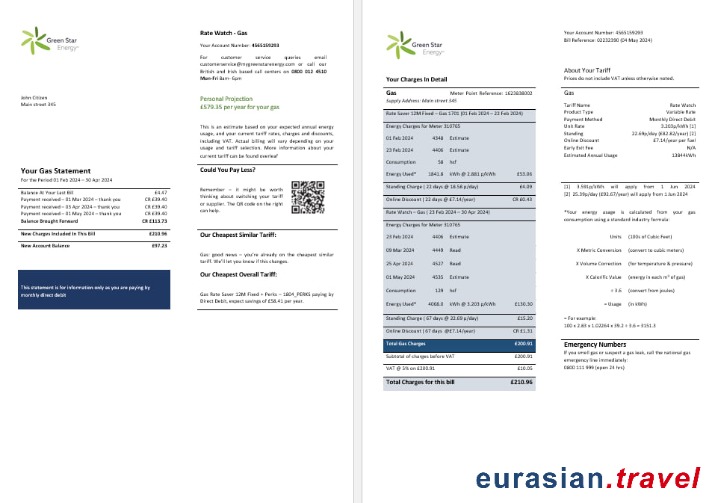 Green Star
Energy
John Citizen
Main street 345
Your Gas Statement
For the Period 01 Feb 2024 – 30 Apr 2024
Balance At Your Last Bill £4.47
Payment received – 01 Mar 2024 – thank you CR £39.40
Payment received – 03 Apr 2024 – thank you CR £39.40
Payment received – 01 May 2024 – thank you CR £39.40
Balance Brought Forward CR £113.73
New Charges Included In This Bill £210.96
New Account Balance £97.23
This statement is for information only as you are paying by
monthly direct debit
Rate Watch - Gas
Your Account Number: 4565159293
For customer service queries email
customerservice@mygreenstarenergy.com or call our
British and Irish based call centers on 0800 012 4510
Mon-Fri 8am - 6pm
Personal Projection
£579.35 per year for your gas
This is an estimate based on your expected annual energy
usage, and your current tariff rates, charges and discounts,
including VAT. Actual billing will vary depending on your
usage and tariff selection. More information about your
current tariff can be found overleaf
Could You Pay Less?
Remember – it might be worth
thinking about switching your tariff
or supplier. The QR code on the right
can help.
Our Cheapest Similar Tariff:
Gas: good news – you're already on the cheapest similar
tariff. We'll let you know if this changes.
Our Cheapest Overall Tariff:
Gas Rate Saver 12M Fixed – Perks – 1804_PERKS paying by
Direct Debit, expect savings of £58.41 per year.
Green Star
Energy
Your Charges In Detail
Gas Meter Point Reference: 1623838002
Supply Address: Main street 345
Rate Saver 12M Fixed – Gas 1701 (01 Feb 2024 – 23 Feb 2024)
Energy Charges for Meter 319765
01 Feb 2024 4348 Estimate
23 Feb 2024 4406 Estimate
Consumption 58 hcf
Energy Used* 1841.8 kWh @ 2.881 p/kWh £53.06
Standing Charge ( 22 days @ 18.56 p/day) £4.09
Online Discount ( 22 days @ £7.14/year) CR £0.43
Rate Watch – Gas ( 23 Feb 2024 – 30 Apr 2024)
Energy Charges for Meter 319765
23 Feb 2024 4406 Estimate
09 Mar 2024 4449 Read
25 Apr 2024 4527 Read
01 May 2024 4535 Estimate
Consumption 129 hcf
Energy Used* 4068.0 kWh @ 3.203 p/kWh £130.30
Standing Charge ( 67 days @ 22.69 p/day) £15.20
Online Discount ( 67 days @£7.14/year) CR £1.31
Total Gas Charges £200.91
Subtotal of charges before VAT £200.91
VAT @ 5% on £200.91 £10.05
Total Charges for this bill £210.96
Your Account Number: 4565159293
Bill Reference: 02232390 (04 May 2024)
About Your Tariff
Prices do not include VAT unless otherwise noted.
Gas
Tariff Name Rate Watch
Product Type Variable Rate
Payment Method Monthly Direct Debit
Unit Rate 3.203p/kWh [1]
Standing 22.69p/day (£82.82/year) [2]
Online Discount £7.14/year per fuel
Early Exit Fee N/A
Estimated Annual Usage
[1] 3.591p/kWh will apply from 1 Jun 2024
[2] 25.39p/day (£91.67/year) will apply from 1 Jun 2024
*Your energy usage is calculated from your gas
consumption using a standard industry formula:
Units (100s of Cubic Feet)
X Metric Conversion (convert to cubic meters)
X Volume Correction (for temperature & pressure)
X Calorific Value (energy in each m³ of gas)
÷ 3.6 (convert from joules)
= Usage (in kWh)
– For example:
100 x 2.83 x 1.02264 x 39.2 ÷ 3.6 = 3151.3
Emergency Numbers
If you smell gas or suspect a gas leak, call the national gas
emergency line immediately:
0800 111 999 (open 24 hrs)
eurasian.travel